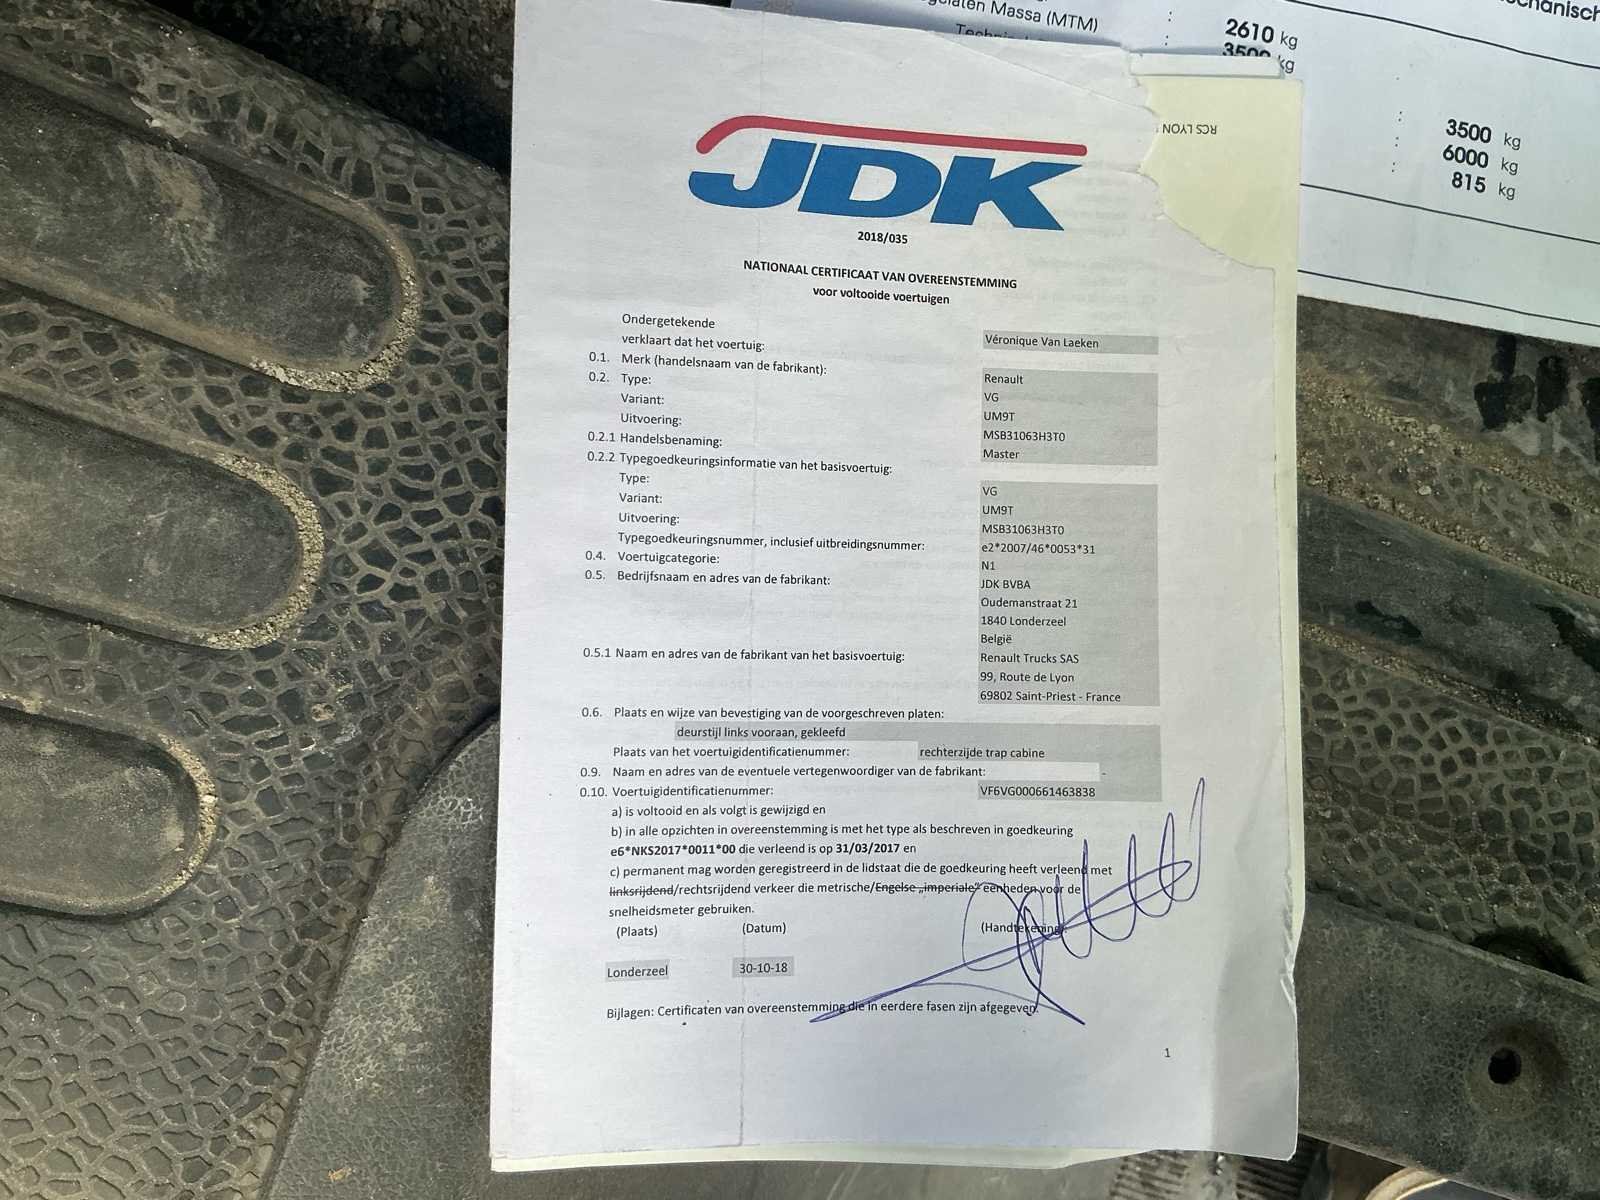 Massa (MTM) : 2610 kg
: 3500 kg
: 3500 kg
: 6000 kg
: 815 kg
RCS LYON
JDK
2018/035
NATIONAAL CERTIFICAAT VAN OVEREENSTEMMING
voor voltooide voertuigen
Ondergetekende
verklaart dat het voertuig: Véronique Van Laeken
0.1. Merk (handelsnaam van de fabrikant): Renault
0.2. Type: VG
Variant: UM9T
Uitvoering: MSB31063H3T0
0.2.1 Handelsbenaming: Master
0.2.2 Typegoedkeuringsinformatie van het basisvoertuig:
Type: VG
Variant: UM9T
Uitvoering: MSB31063H3T0
Typegoedkeuringsnummer, inclusief uitbreidingsnummer: e2*2007/46*0053*31
0.4. Voertuigcategorie: N1
0.5. Bedrijfsnaam en adres van de fabrikant: JDK BVBA
Oudemanstraat 21
1840 Londerzeel
België
0.5.1 Naam en adres van de fabrikant van het basisvoertuig: Renault Trucks SAS
99, Route de Lyon
69802 Saint-Priest - France
0.6. Plaats en wijze van bevestiging van de voorgeschreven platen:
deurstijl links vooraan, gekleefd
Plaats van het voertuigidentificatienummer: rechterzijde trap cabine
0.9. Naam en adres van de eventuele vertegenwoordiger van de fabrikant: -
0.10. Voertuigidentificatienummer: VF6VG000661463838
a) is voltooid en als volgt is gewijzigd en
b) in alle opzichten in overeenstemming is met het type als beschreven in goedkeuring
e6*NKS2017*0011*00 die verleend is op 31/03/2017 en
c) permanent mag worden geregistreerd in de lidstaat die de goedkeuring heeft verleend met
linksrijdend/rechtsrijdend verkeer die metrische/Engelse „imperiale“ eenheden voor de
snelheidsmeter gebruiken.
(Plaats) (Datum) (Handtekening)
Londerzeel 30-10-18
Bijlagen: Certificaten van overeenstemming die in eerdere fasen zijn afgegeven.
1